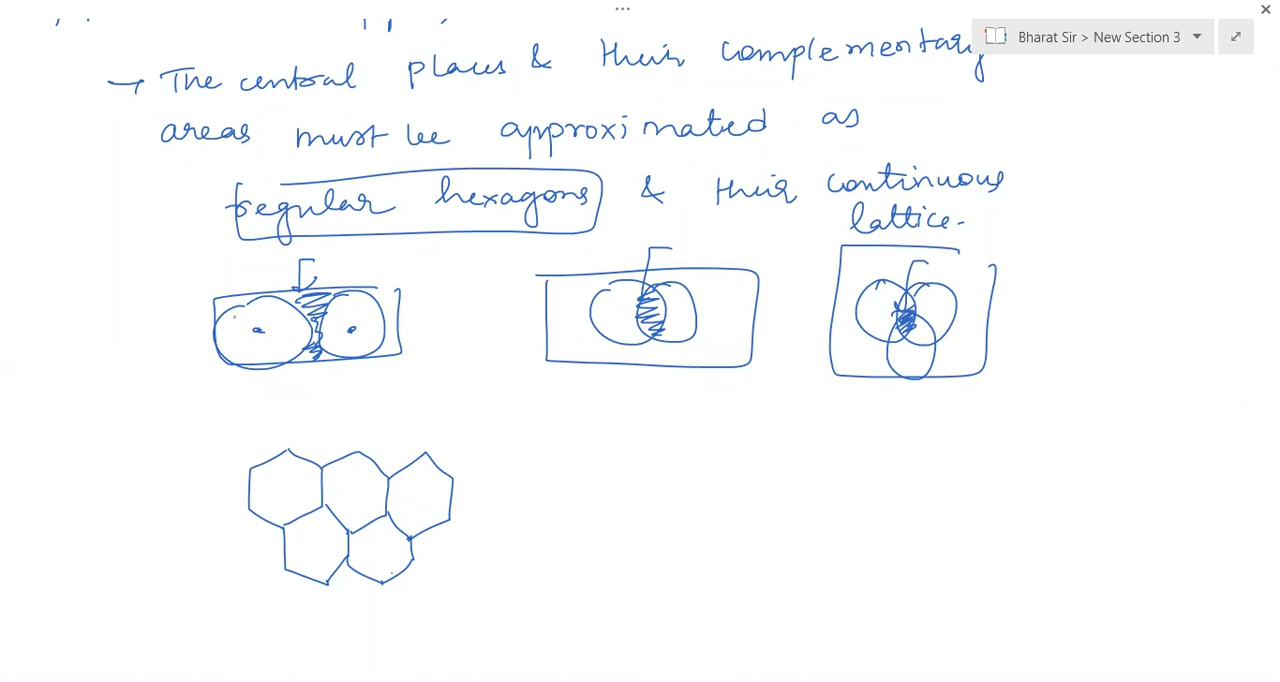 Bharat Sir > New Section 3
→ The central places & their complementary
areas must be approximated as
regular hexagons & their continuous
lattice.